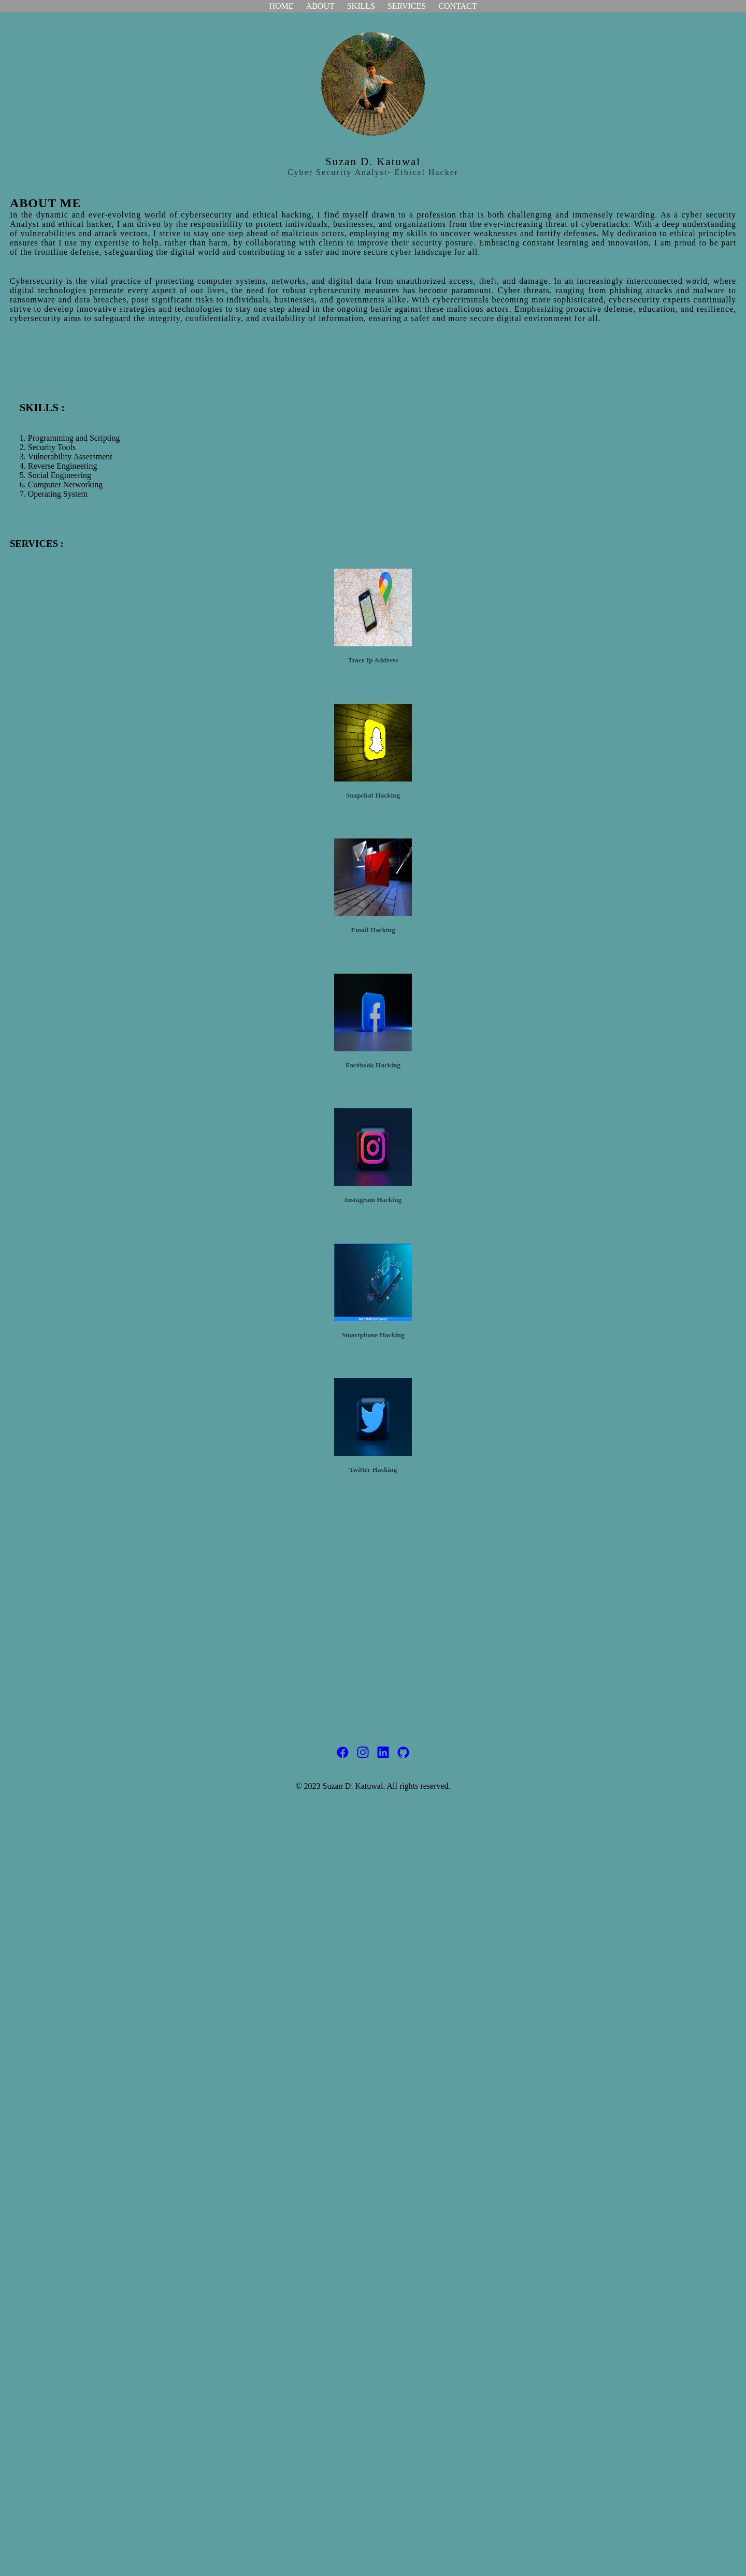 HOME ABOUT SKILLS SERVICES CONTACT
Suzan D. Katuwal
Cyber Security Analyst- Ethical Hacker
ABOUT ME
In the dynamic and ever-evolving world of cybersecurity and ethical hacking, I find myself drawn to a profession that is both challenging and immensely rewarding. As a cyber security
Analyst and ethical hacker, I am driven by the responsibility to protect individuals, businesses, and organizations from the ever-increasing threat of cyberattacks. With a deep understanding
of vulnerabilities and attack vectors, I strive to stay one step ahead of malicious actors, employing my skills to uncover weaknesses and fortify defenses. My dedication to ethical principles
ensures that I use my expertise to help, rather than harm, by collaborating with clients to improve their security posture. Embracing constant learning and innovation, I am proud to be part
of the frontline defense, safeguarding the digital world and contributing to a safer and more secure cyber landscape for all.
Cybersecurity is the vital practice of protecting computer systems, networks, and digital data from unauthorized access, theft, and damage. In an increasingly interconnected world, where
digital technologies permeate every aspect of our lives, the need for robust cybersecurity measures has become paramount. Cyber threats, ranging from phishing attacks and malware to
ransomware and data breaches, pose significant risks to individuals, businesses, and governments alike. With cybercriminals becoming more sophisticated, cybersecurity experts continually
strive to develop innovative strategies and technologies to stay one step ahead in the ongoing battle against these malicious actors. Emphasizing proactive defense, education, and resilience,
cybersecurity aims to safeguard the integrity, confidentiality, and availability of information, ensuring a safer and more secure digital environment for all.
SKILLS :
1. Programming and Scripting
2. Security Tools
3. Vulnerability Assessment
4. Reverse Engineering
5. Social Engineering
6. Computer Networking
7. Operating System
SERVICES :
Trace Ip Address
Snapchat Hacking
Email Hacking
Facebook Hacking
Instagram Hacking
Smartphone Hacking
Twitter Hacking
© 2023 Suzan D. Katuwal. All rights reserved.